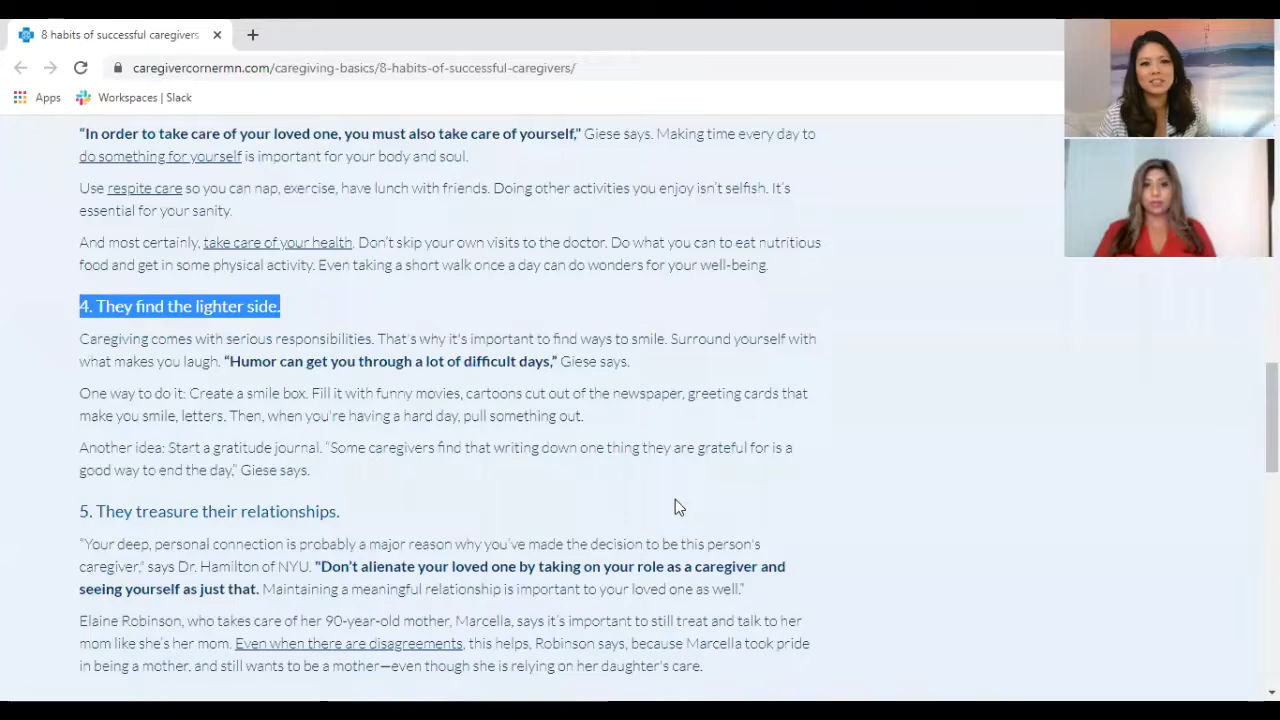 8 habits of successful caregivers
caregivercornermn.com/caregiving-basics/8-habits-of-successful-caregivers/
Apps Workspaces | Slack
“In order to take care of your loved one, you must also take care of yourself,” Giese says. Making time every day to
do something for yourself is important for your body and soul.
Use respite care so you can nap, exercise, have lunch with friends. Doing other activities you enjoy isn’t selfish. It’s
essential for your sanity.
And most certainly, take care of your health. Don’t skip your own visits to the doctor. Do what you can to eat nutritious
food and get in some physical activity. Even taking a short walk once a day can do wonders for your well-being.
4. They find the lighter side.
Caregiving comes with serious responsibilities. That's why it's important to find ways to smile. Surround yourself with
what makes you laugh. “Humor can get you through a lot of difficult days,” Giese says.
One way to do it: Create a smile box. Fill it with funny movies, cartoons cut out of the newspaper, greeting cards that
make you smile, letters. Then, when you're having a hard day, pull something out.
Another idea: Start a gratitude journal. “Some caregivers find that writing down one thing they are grateful for is a
good way to end the day,” Giese says.
5. They treasure their relationships.
“Your deep, personal connection is probably a major reason why you’ve made the decision to be this person's
caregiver,” says Dr. Hamilton of NYU. "Don’t alienate your loved one by taking on your role as a caregiver and
seeing yourself as just that. Maintaining a meaningful relationship is important to your loved one as well.”
Elaine Robinson, who takes care of her 90-year-old mother, Marcella, says it’s important to still treat and talk to her
mom like she’s her mom. Even when there are disagreements, this helps, Robinson says, because Marcella took pride
in being a mother, and still wants to be a mother—even though she is relying on her daughter's care.